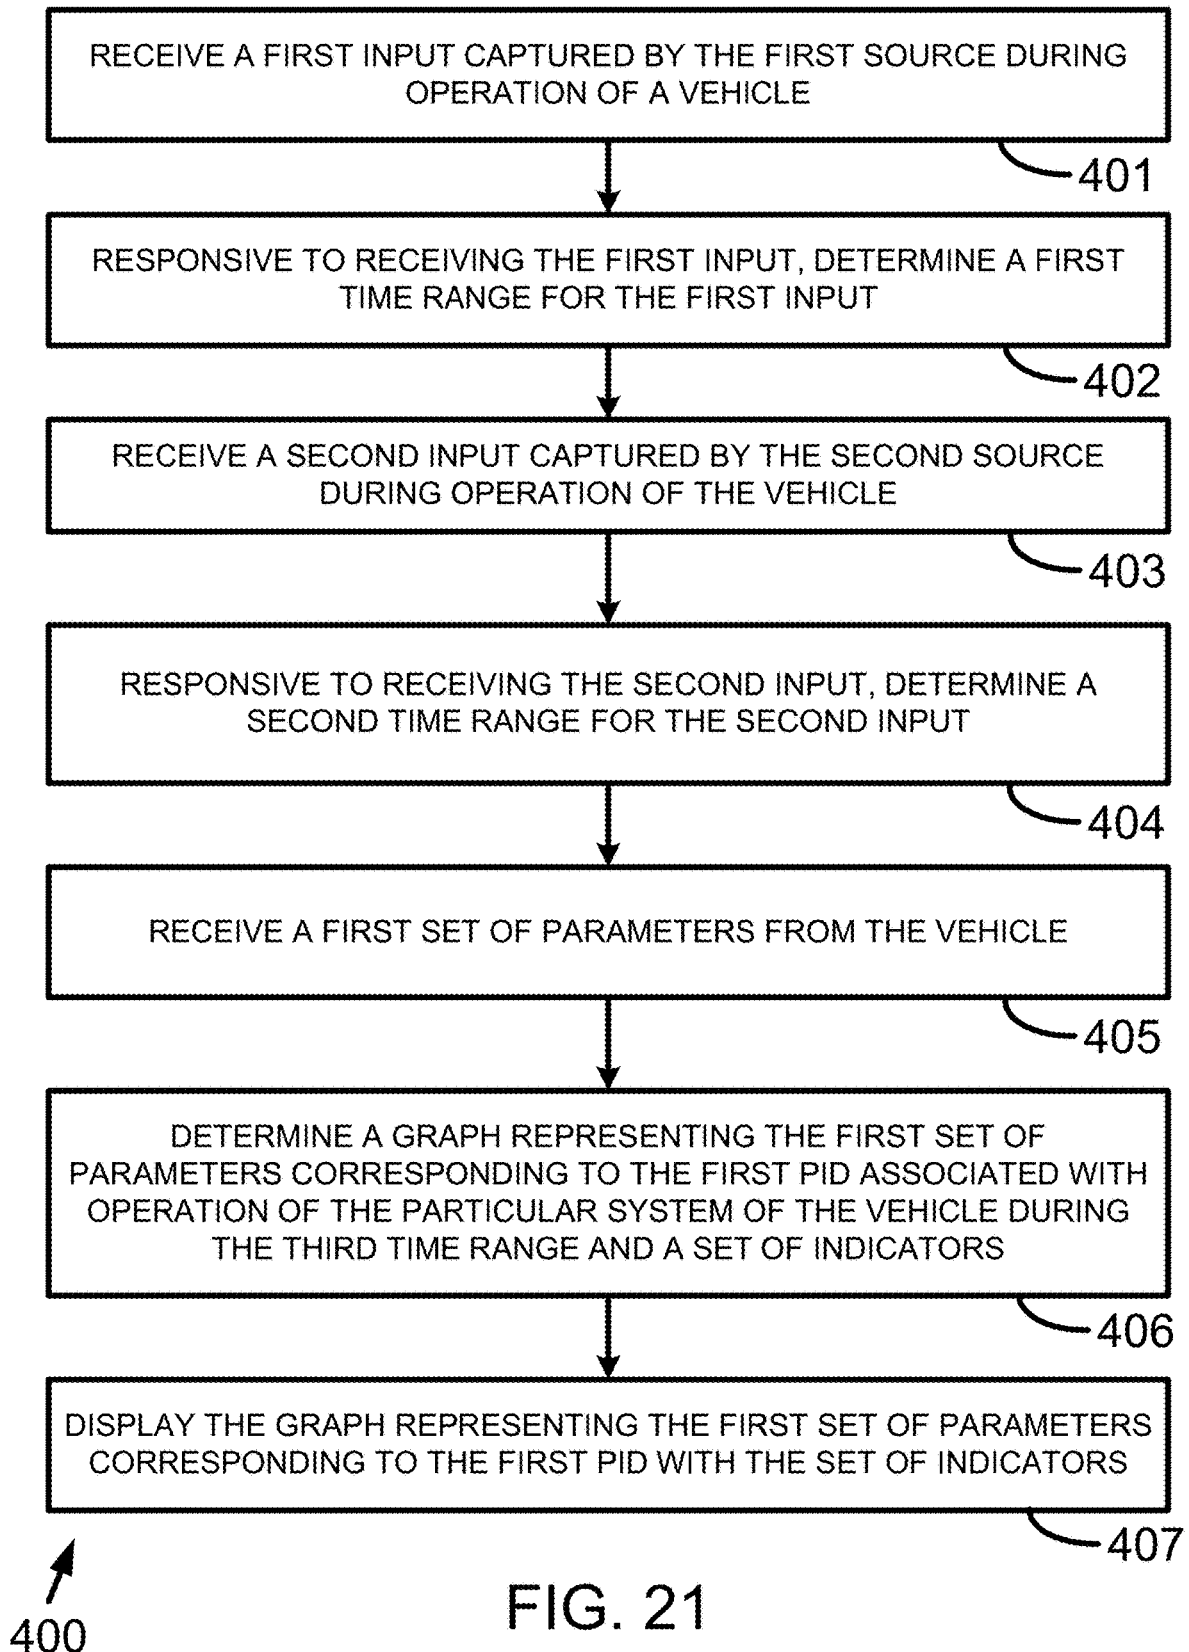 RECEIVE A FIRST INPUT CAPTURED BY THE FIRST SOURCE DURING
OPERATION OF A VEHICLE
401
RESPONSIVE TO RECEIVING THE FIRST INPUT, DETERMINE A FIRST
TIME RANGE FOR THE FIRST INPUT
402
RECEIVE A SECOND INPUT CAPTURED BY THE SECOND SOURCE
DURING OPERATION OF THE VEHICLE
403
RESPONSIVE TO RECEIVING THE SECOND INPUT, DETERMINE A
SECOND TIME RANGE FOR THE SECOND INPUT
404
RECEIVE A FIRST SET OF PARAMETERS FROM THE VEHICLE
405
DETERMINE A GRAPH REPRESENTING THE FIRST SET OF
PARAMETERS CORRESPONDING TO THE FIRST PID ASSOCIATED WITH
OPERATION OF THE PARTICULAR SYSTEM OF THE VEHICLE DURING
THE THIRD TIME RANGE AND A SET OF INDICATORS
406
DISPLAY THE GRAPH REPRESENTING THE FIRST SET OF PARAMETERS
CORRESPONDING TO THE FIRST PID WITH THE SET OF INDICATORS
407
400
FIG. 21